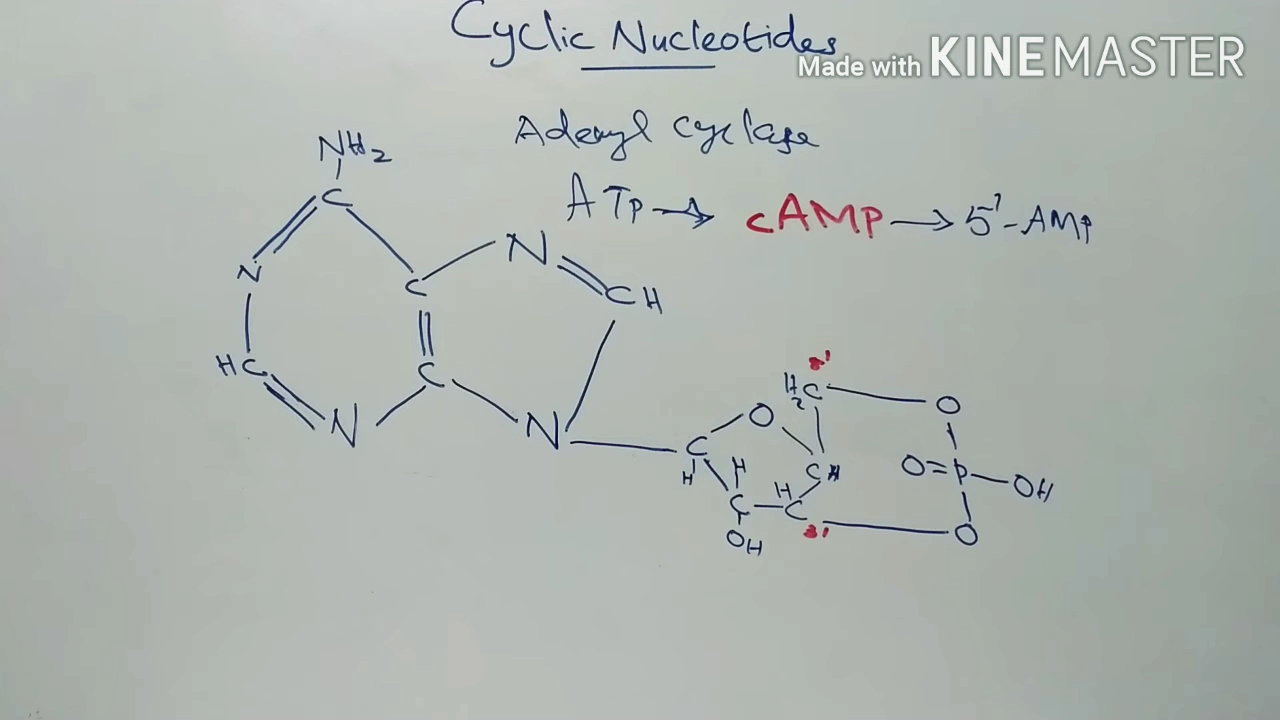 Cyclic Nucleotides
Made with KINEMASTER
Adenyl cyclase
ATP → cAMP → 5'-AMP
NH2
C
N
N
C
CH
C
HC
N
N
5'
H2C
O
O
C
H
H
CH
O=P-OH
C
H
C
3'
OH
O